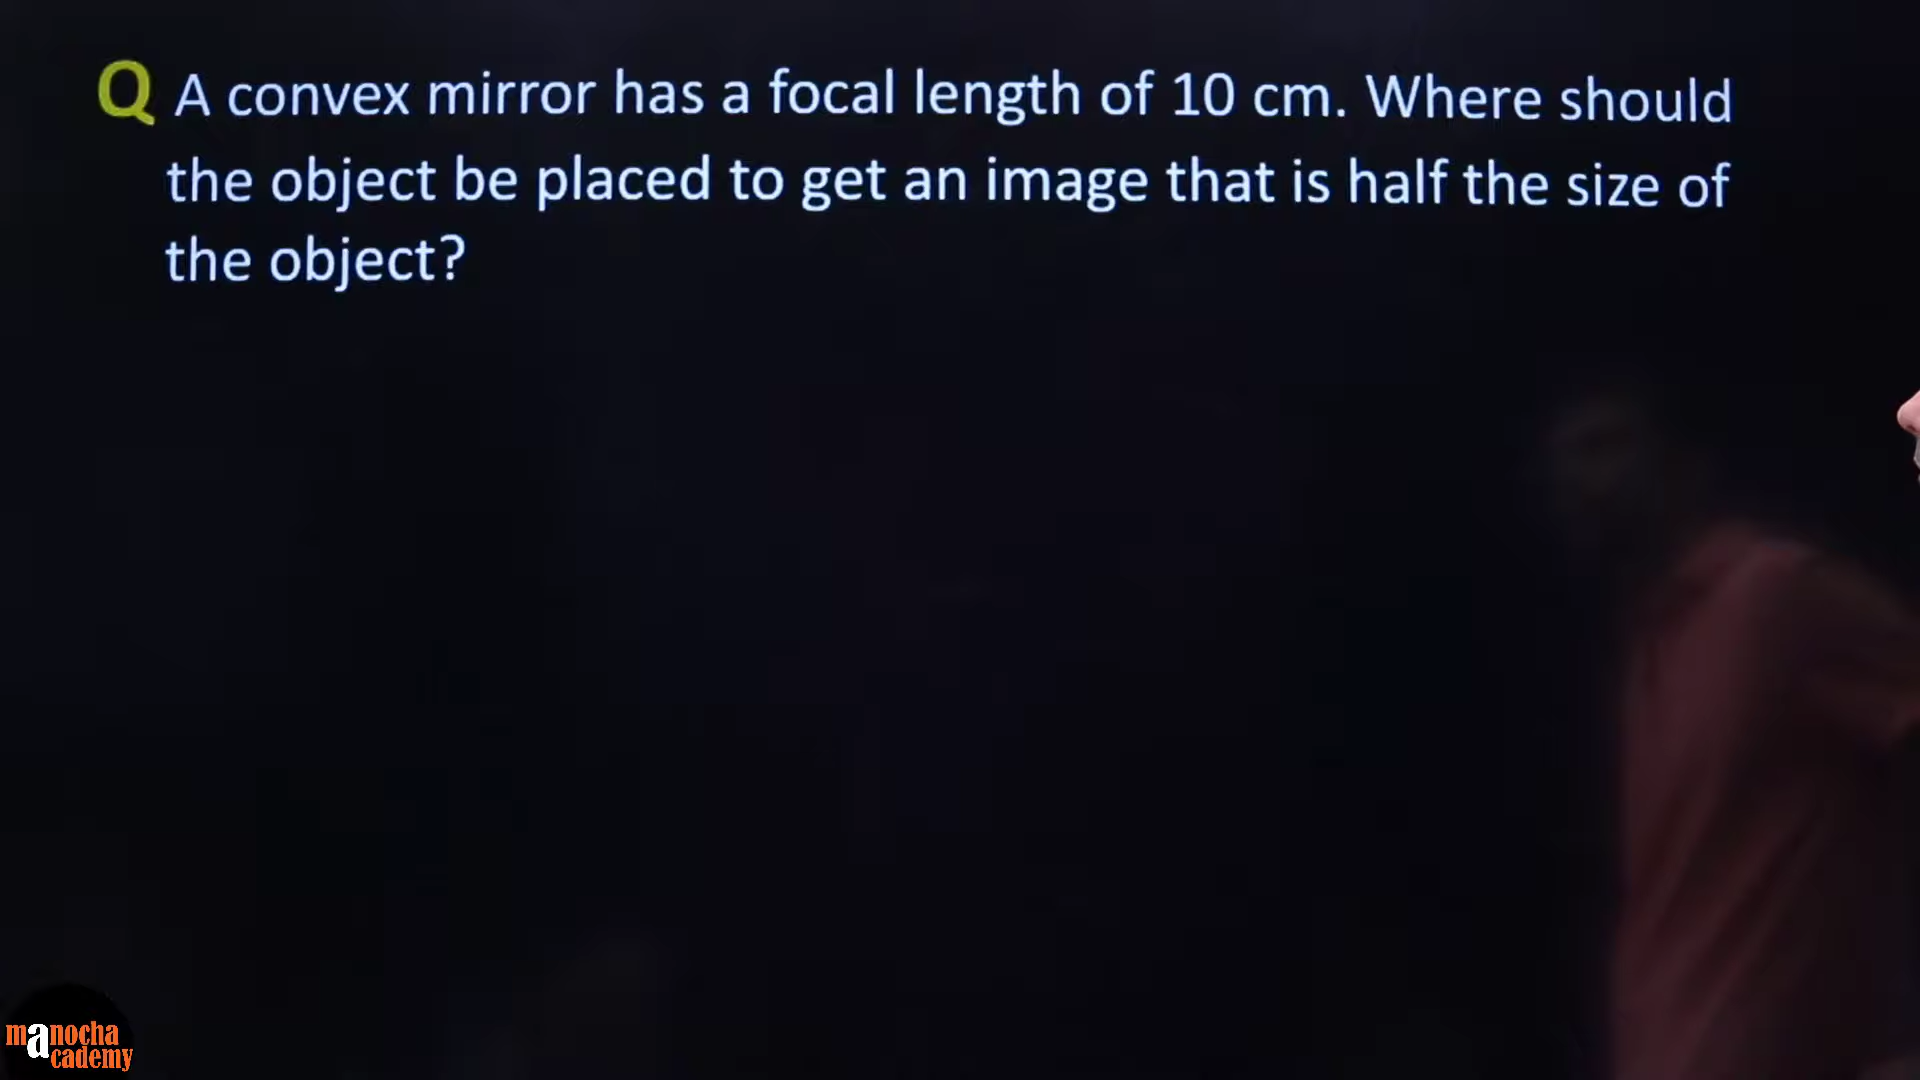 Q A convex mirror has a focal length of 10 cm. Where should
the object be placed to get an image that is half the size of
the object?
manocha
academy